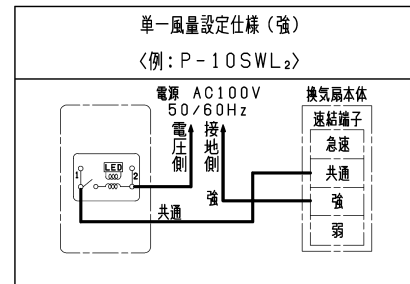 単一風量設定仕様（強）
〈例：P-10SWL₂〉
電源 AC100V
50/60Hz
換気扇本体
速結端子
電圧側
接地側
急速
共通
強
弱
LED
1
2
強
共通